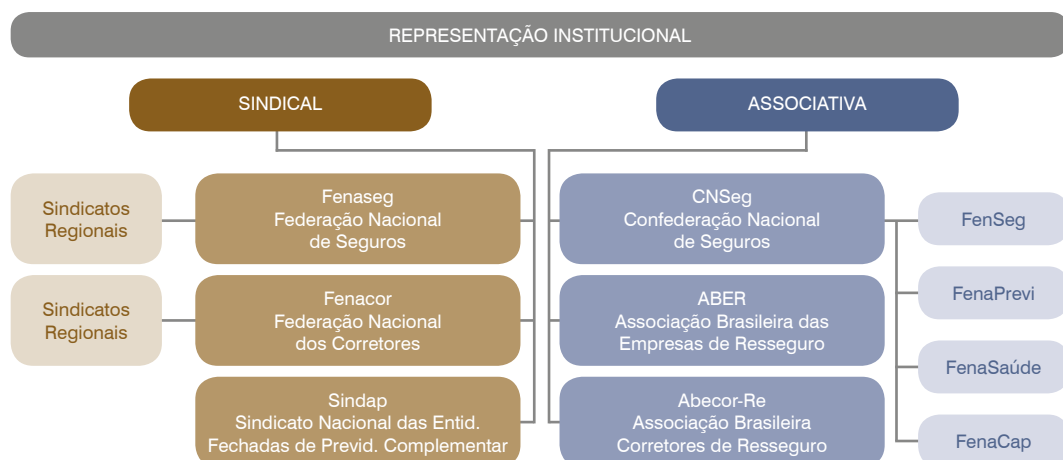 REPRESENTAÇÃO INSTITUCIONAL
SINDICAL
ASSOCIATIVA
Sindicatos
Regionais
Fenaseg
Federação Nacional
de Seguros
CNSeg
Confederação Nacional
de Seguros
FenSeg
Sindicatos
Regionais
Fenacor
Federação Nacional
dos Corretores
ABER
Associação Brasileira das
Empresas de Resseguro
FenaPrevi
FenaSaúde
Sindap
Sindicato Nacional das Entid.
Fechadas de Previd. Complementar
Abecor-Re
Associação Brasileira
Corretores de Resseguro
FenaCap